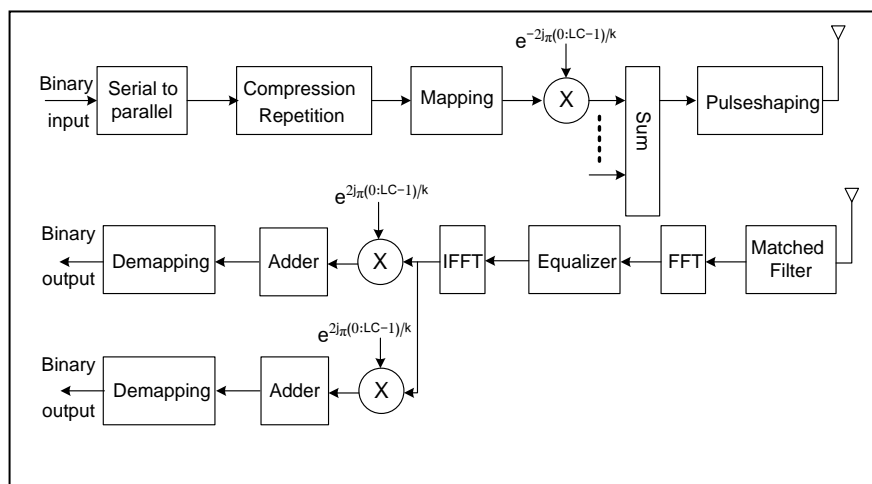 e^{-2jπ(0:LC-1)/k}
Binary
input
Serial to
parallel
Compression
Repetition
Mapping
X
Sum
Pulseshaping
e^{2jπ(0:LC-1)/k}
Binary
output
Demapping
Adder
X
IFFT
Equalizer
FFT
Matched
Filter
e^{2jπ(0:LC-1)/k}
Binary
output
Demapping
Adder
X